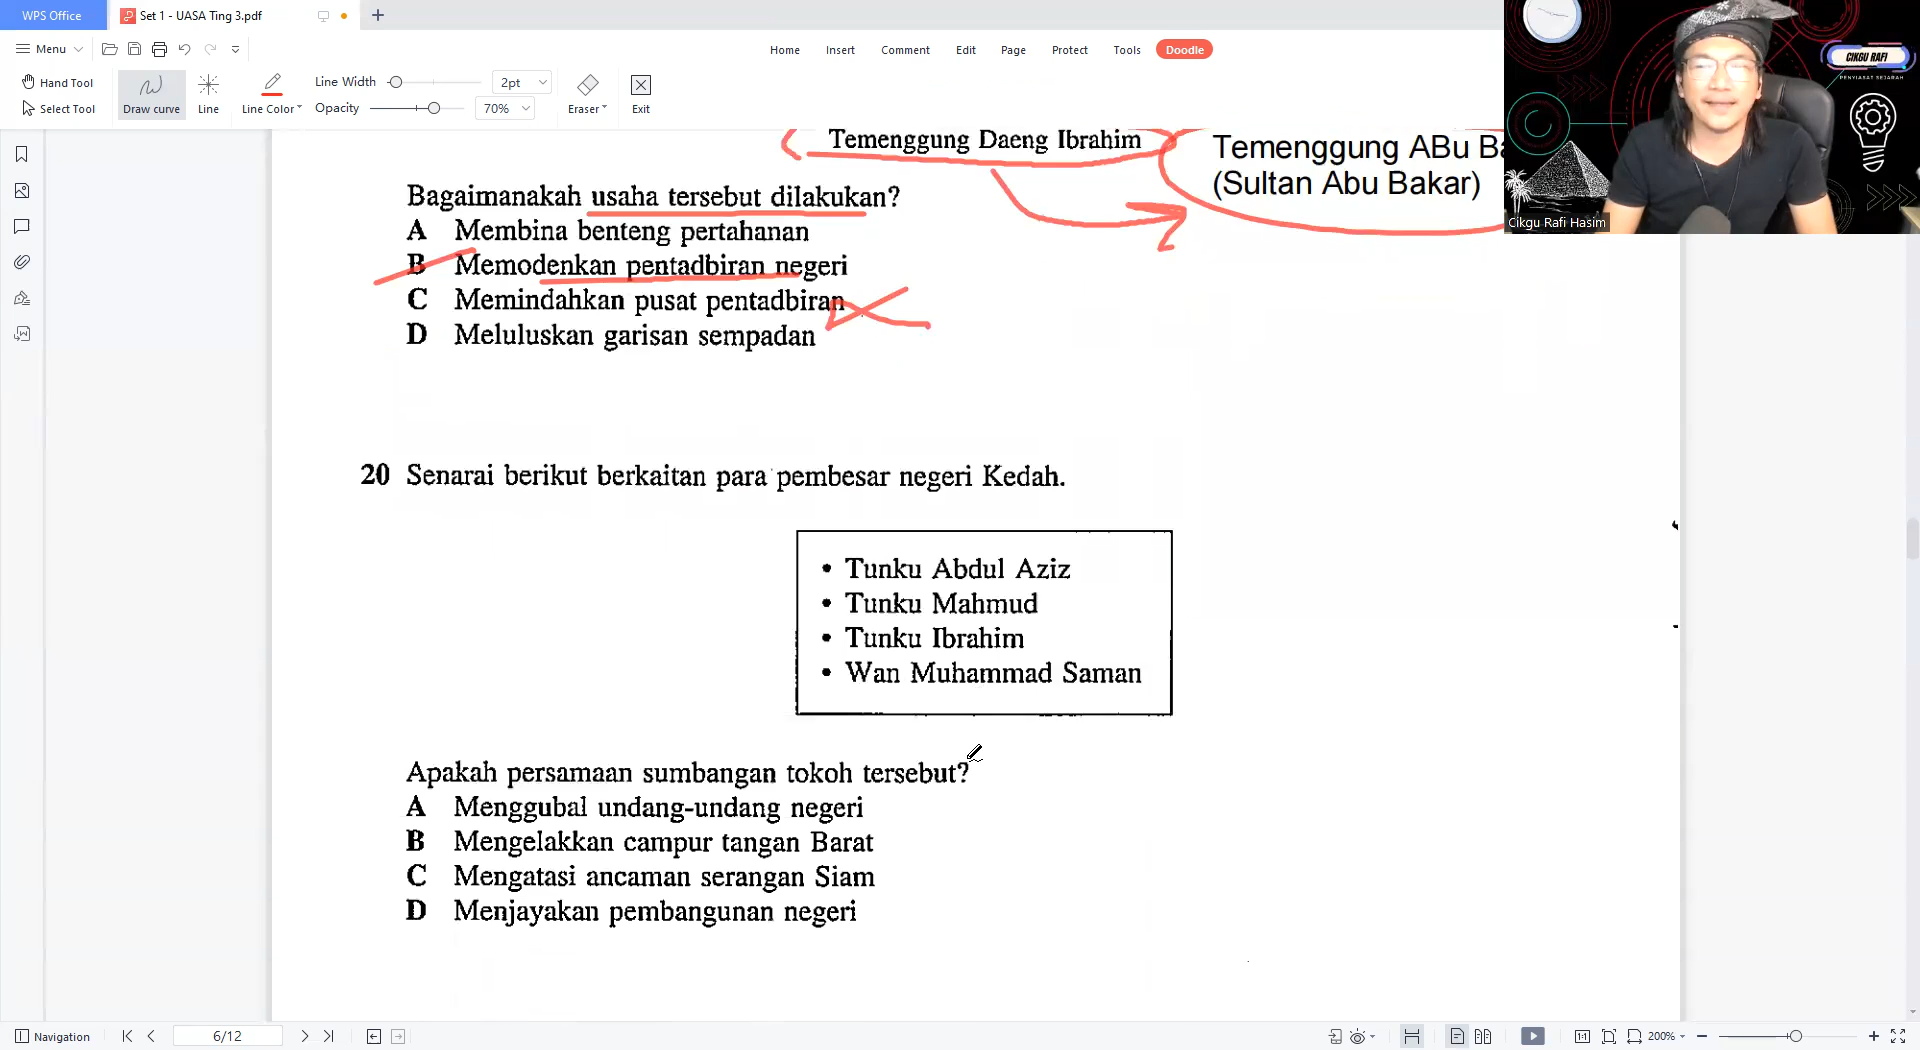 WPS Office
Set 1 - UASA Ting 3.pdf
Menu
Home Insert Comment Edit Page Protect Tools Doodle
Hand Tool
Select Tool
Draw curve
Line
Line Color
Line Width 2pt
Opacity 70%
Eraser
Exit
CIKGU RAFI
PENYIASAT SEJARAH
Cikgu Rafi Hasim
Temenggung Daeng Ibrahim
Temenggung ABu Ba
(Sultan Abu Bakar)
Bagaimanakah usaha tersebut dilakukan?
A Membina benteng pertahanan
B Memodenkan pentadbiran negeri
C Memindahkan pusat pentadbiran
D Meluluskan garisan sempadan
20 Senarai berikut berkaitan para pembesar negeri Kedah.
• Tunku Abdul Aziz
• Tunku Mahmud
• Tunku Ibrahim
• Wan Muhammad Saman
Apakah persamaan sumbangan tokoh tersebut?
A Menggubal undang-undang negeri
B Mengelakkan campur tangan Barat
C Mengatasi ancaman serangan Siam
D Menjayakan pembangunan negeri
Navigation
6/12
200%